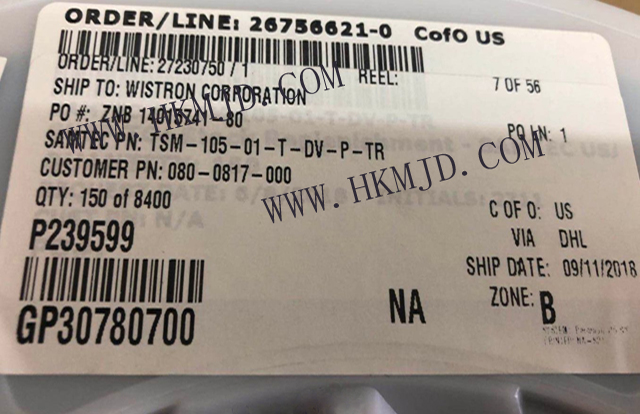 ORDER/LINE: 26756621-0 CofO US
ORDER/LINE: 27230750 / 1
REEL: 7 OF 56
SHIP TO: WISTRON CORPORATION
PO #: ZNB 80
PO LN: 1
SAMTEC PN: TSM-105-01-T-DV-P-TR
CUSTOMER PN: 080-0817-000
QTY: 150 of 8400
C OF O: US
P239599
VIA DHL
SHIP DATE: 09/11/2018
ZONE: B
NA
GP30780700
WWW.HKMJD.COM
WWW.HKMJD.COM